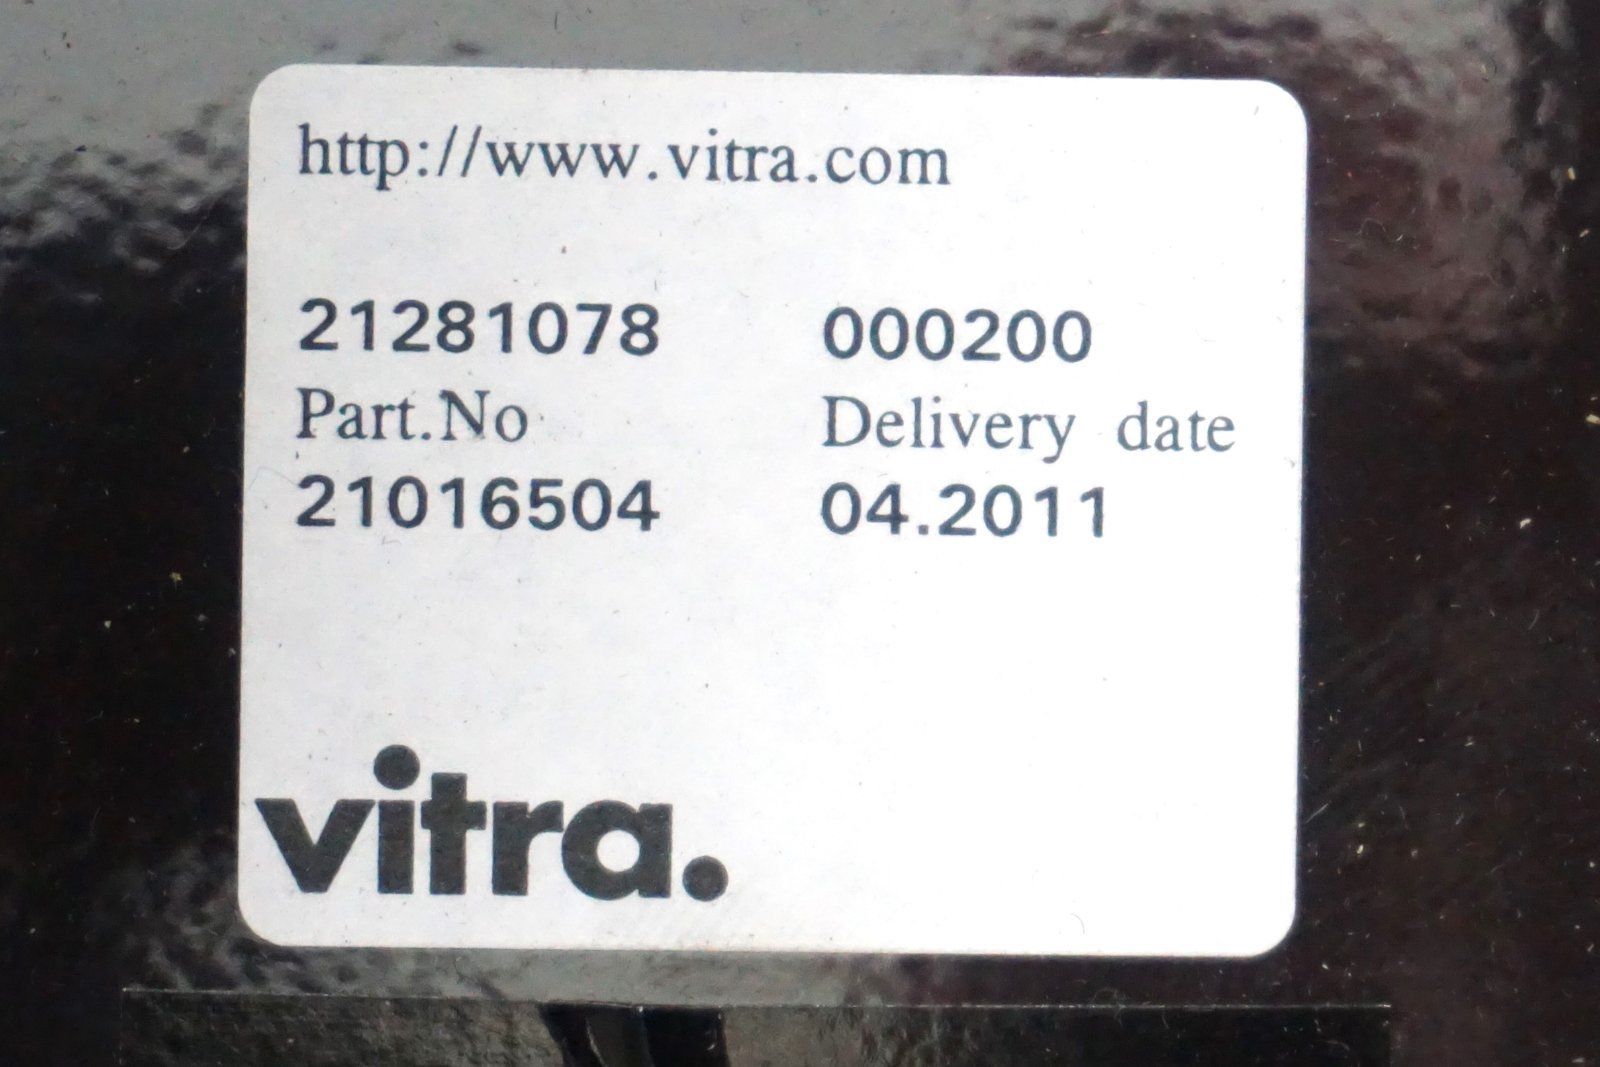 http://www.vitra.com
21281078 000200
Part.No Delivery date
21016504 04.2011
vitra.